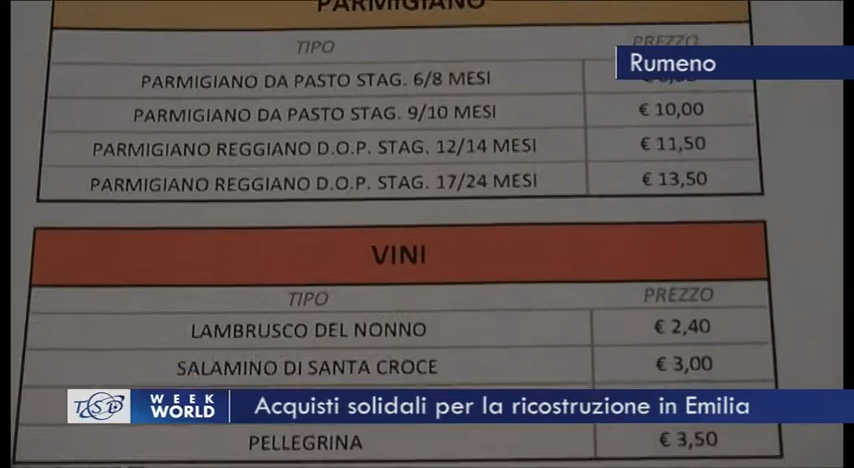 PARMIGIANO
TIPO PREZZO
Rumeno
PARMIGIANO DA PASTO STAG. 6/8 MESI
PARMIGIANO DA PASTO STAG. 9/10 MESI € 10,00
PARMIGIANO REGGIANO D.O.P. STAG. 12/14 MESI € 11,50
PARMIGIANO REGGIANO D.O.P. STAG. 17/24 MESI € 13,50
VINI
TIPO PREZZO
LAMBRUSCO DEL NONNO € 2,40
SALAMINO DI SANTA CROCE € 3,00
TSD WEEK WORLD Acquisti solidali per la ricostruzione in Emilia
PELLEGRINA € 3,50